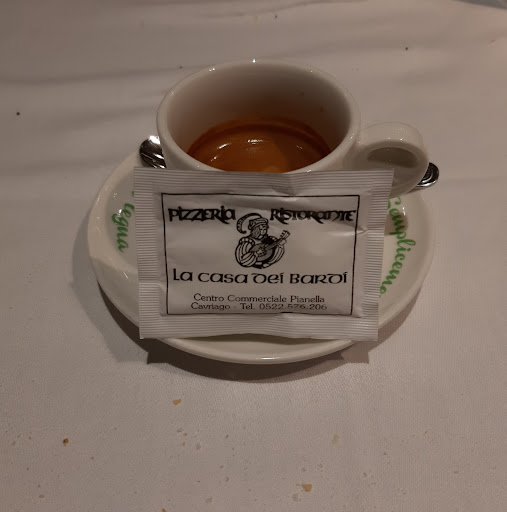 PIZZERIA RISTORANTE
LA CASA DEI BARDI
Centro Commerciale Pianella
Cavriago - Tel. 0522-576.206